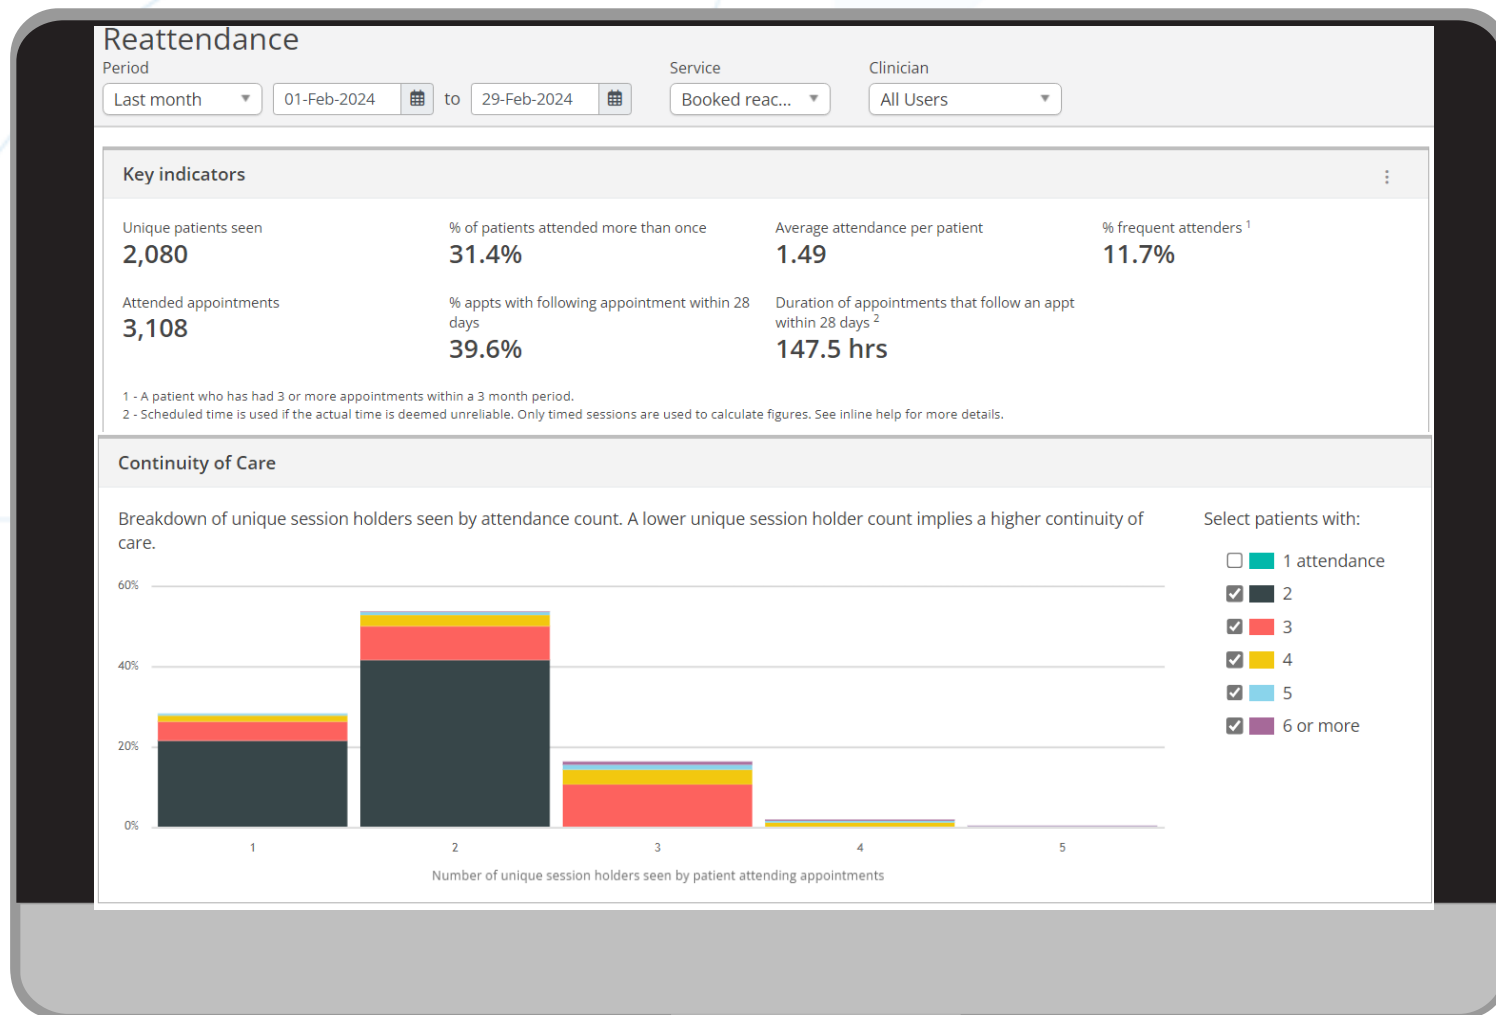 Reattendance
Period
Service
Clinician
Last month
01-Feb-2024
to
29-Feb-2024
Booked reac...
All Users
Key indicators
Unique patients seen
2,080
% of patients attended more than once
31.4%
Average attendance per patient
1.49
% frequent attenders 1
11.7%
Attended appointments
3,108
% appts with following appointment within 28
days
39.6%
Duration of appointments that follow an appt
within 28 days 2
147.5 hrs
1 - A patient who has had 3 or more appointments within a 3 month period.
2 - Scheduled time is used if the actual time is deemed unreliable. Only timed sessions are used to calculate figures. See inline help for more details.
Continuity of Care
Breakdown of unique session holders seen by attendance count. A lower unique session holder count implies a higher continuity of
care.
Select patients with:
1 attendance
2
3
4
5
6 or more
60%
40%
20%
0%
1
2
3
4
5
Number of unique session holders seen by patient attending appointments